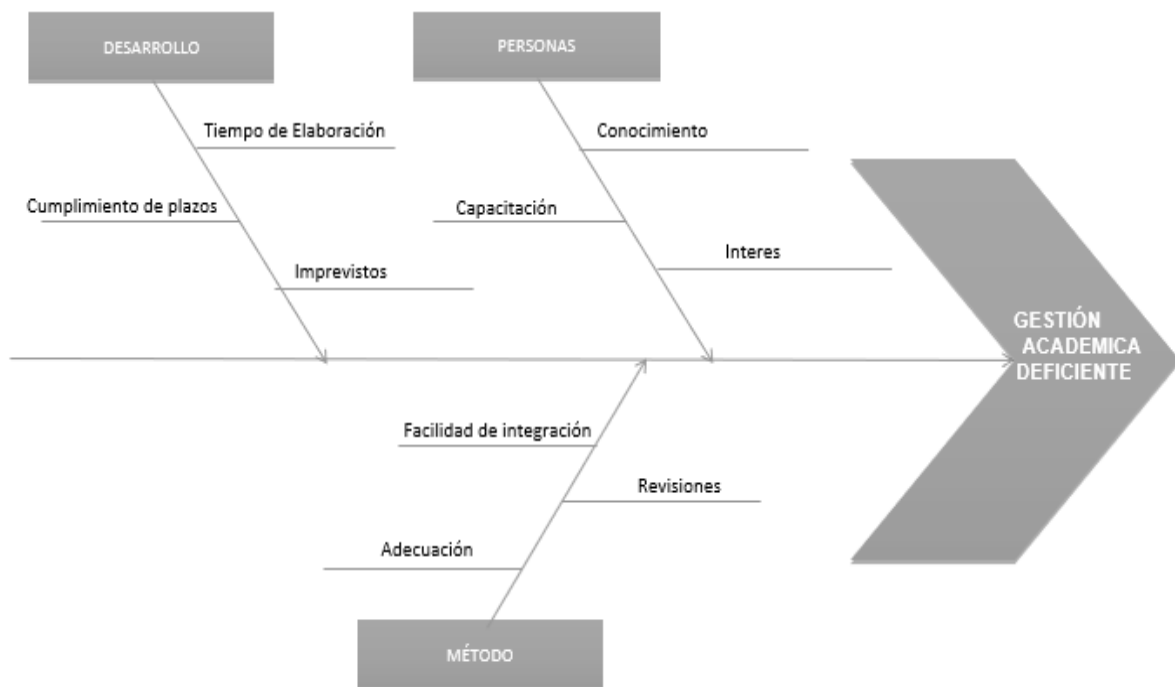 DESARROLLO
PERSONAS
Tiempo de Elaboración
Conocimiento
Cumplimiento de plazos
Capacitación
Imprevistos
Interes
GESTIÓN
ACADEMICA
DEFICIENTE
Facilidad de integración
Revisiones
Adecuación
MÉTODO